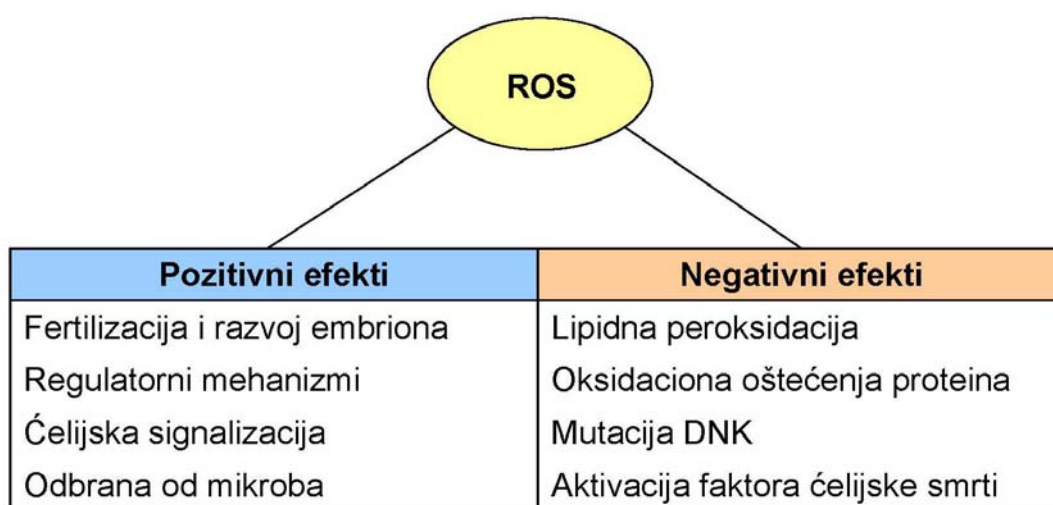 ROS
Pozitivni efekti
Negativni efekti
Fertilizacija i razvoj embriona
Lipidna peroksidacija
Regulatorni mehanizmi
Oksidaciona oštećenja proteina
Ćelijska signalizacija
Mutacija DNK
Odbrana od mikroba
Aktivacija faktora ćelijske smrti